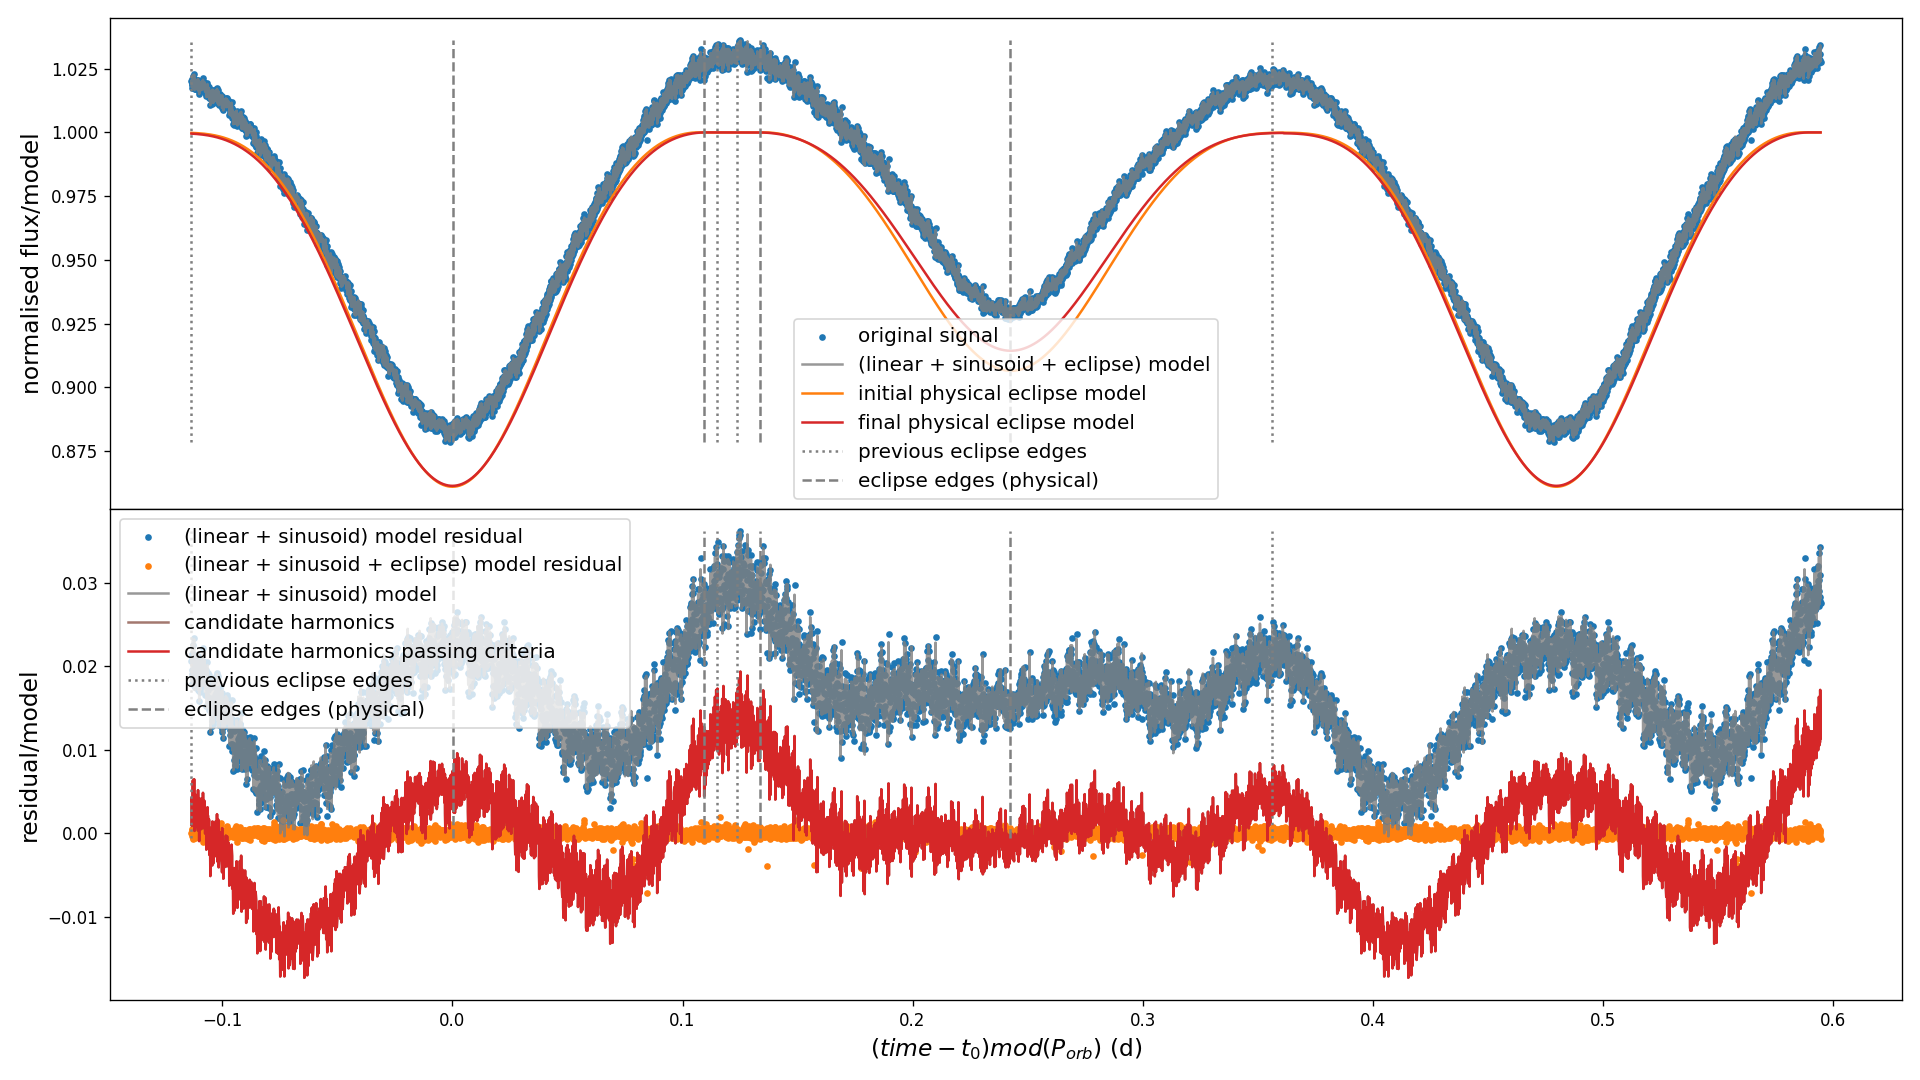 normalised flux/model
1.025
1.000
0.975
0.950
0.925
0.900
0.875
original signal
(linear + sinusoid + eclipse) model
initial physical eclipse model
final physical eclipse model
previous eclipse edges
eclipse edges (physical)
residual/model
0.03
0.02
0.01
0.00
−0.01
(linear + sinusoid) model residual
(linear + sinusoid + eclipse) model residual
(linear + sinusoid) model
candidate harmonics
candidate harmonics passing criteria
previous eclipse edges
eclipse edges (physical)
−0.1 0.0 0.1 0.2 0.3 0.4 0.5 0.6
(time − t₀)mod(Pₒᵣb) (d)